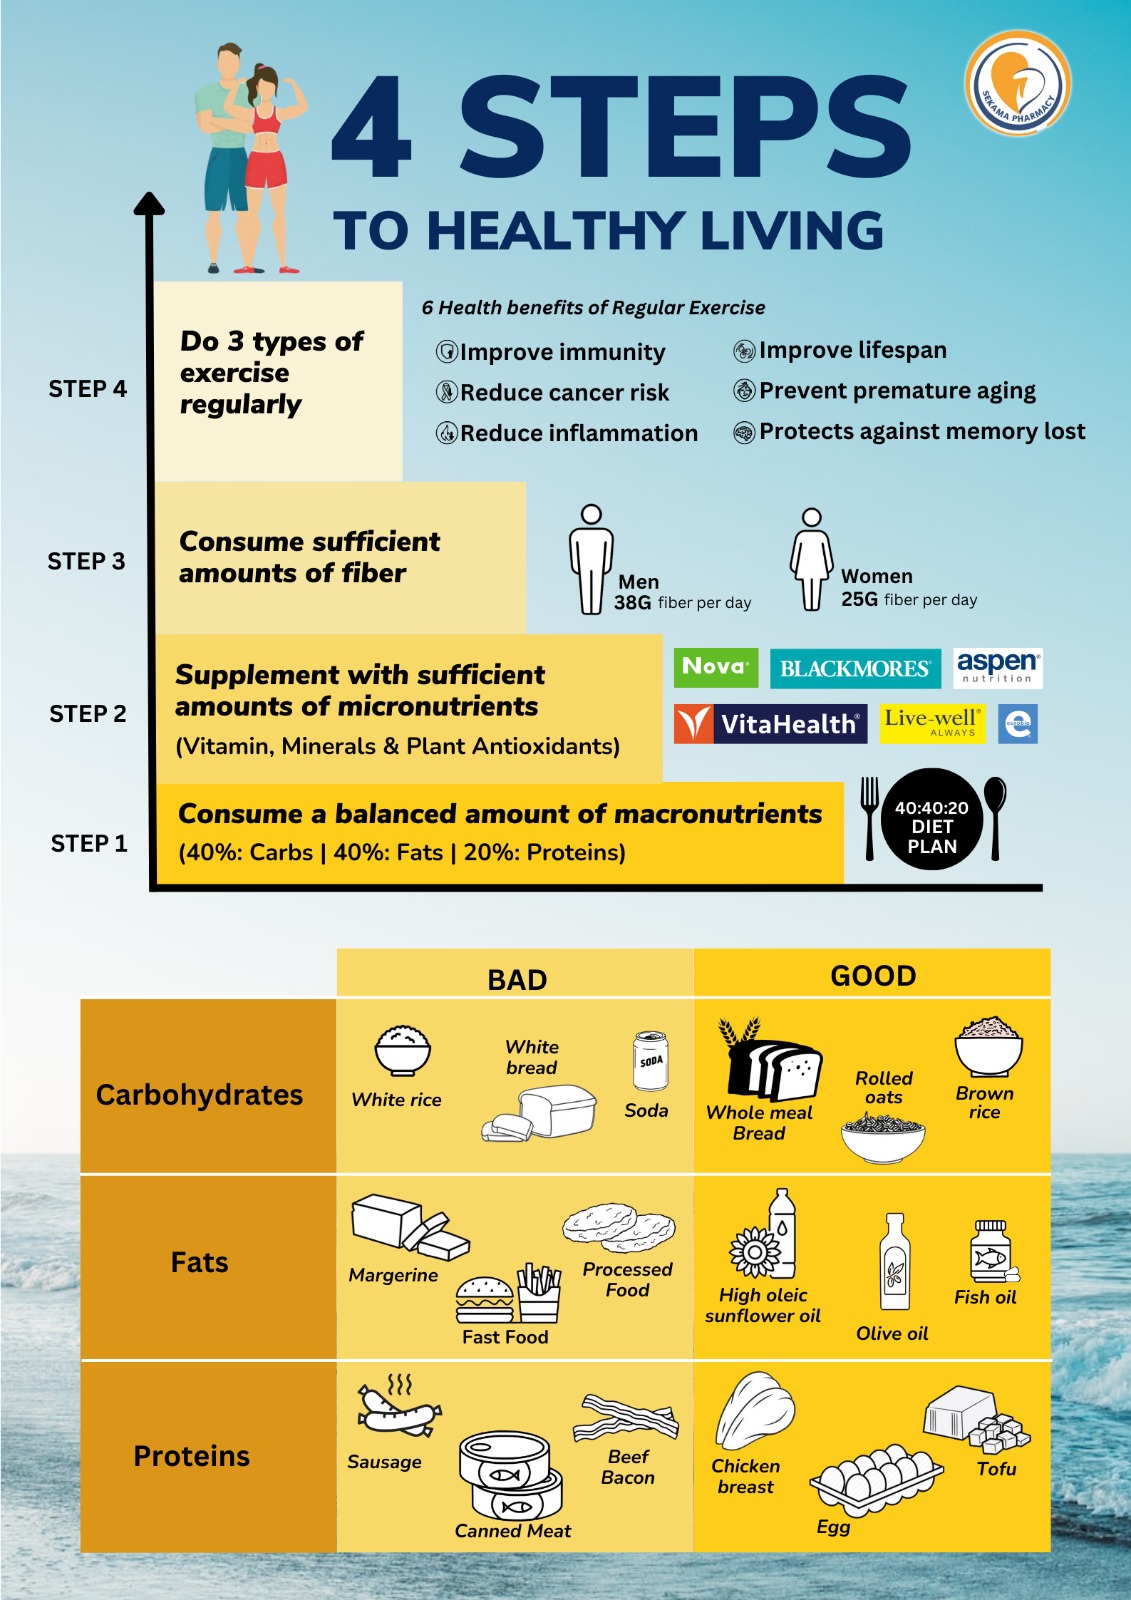 4 STEPS
TO HEALTHY LIVING
SEKAMA PHARMACY
STEP 4
Do 3 types of
exercise
regularly
6 Health benefits of Regular Exercise
Improve immunity
Reduce cancer risk
Reduce inflammation
Improve lifespan
Prevent premature aging
Protects against memory lost
STEP 3
Consume sufficient
amounts of fiber
Men
38G fiber per day
Women
25G fiber per day
STEP 2
Supplement with sufficient
amounts of micronutrients
(Vitamin, Minerals & Plant Antioxidants)
Nova®
BLACKMORES®
aspen®
nutrition
VitaHealth®
Live-well®
ALWAYS
eurobio
STEP 1
Consume a balanced amount of macronutrients
(40%: Carbs | 40%: Fats | 20%: Proteins)
40:40:20
DIET
PLAN
BAD
GOOD
Carbohydrates
White rice
White
bread
SODA
Soda
Whole meal
Bread
Rolled
oats
Brown
rice
Fats
Margerine
Fast Food
Processed
Food
High oleic
sunflower oil
Olive oil
Fish oil
Proteins
Sausage
Canned Meat
Beef
Bacon
Chicken
breast
Egg
Tofu